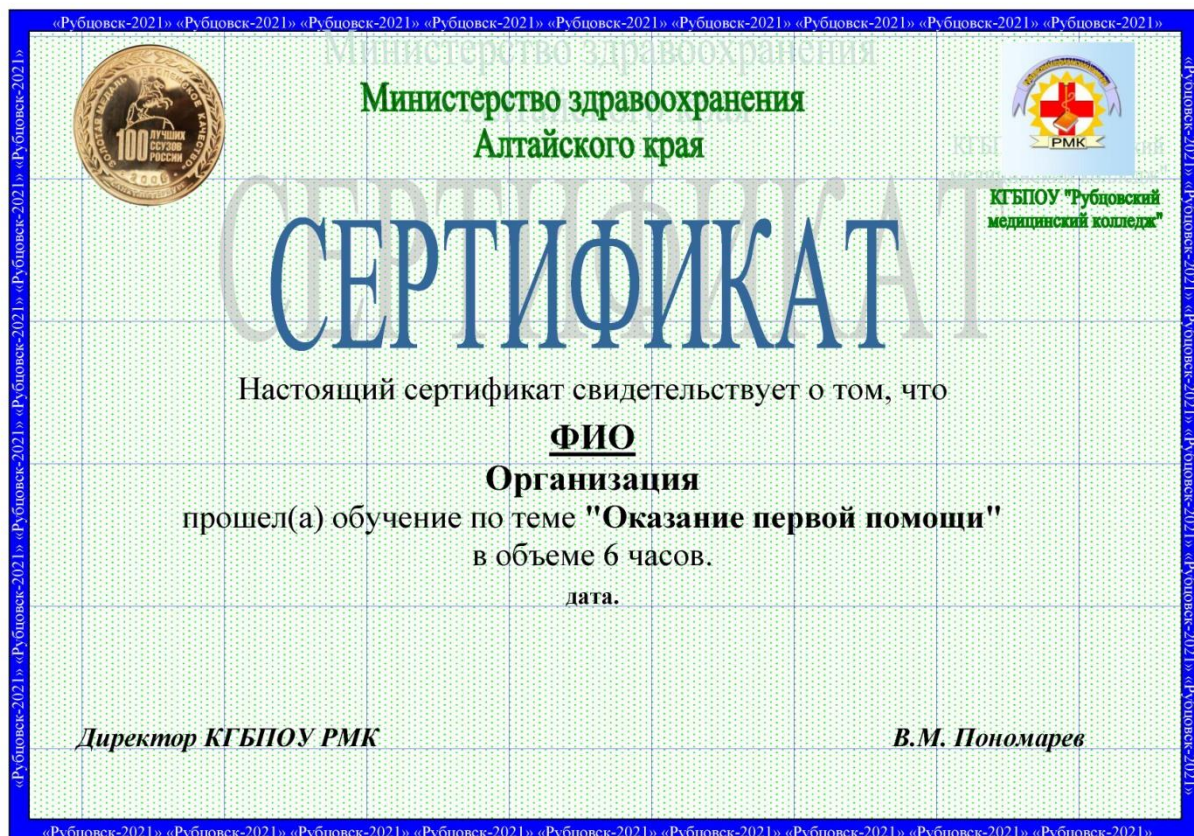 «Рубцовск-2021» «Рубцовск-2021» «Рубцовск-2021» «Рубцовск-2021» «Рубцовск-2021» «Рубцовск-2021» «Рубцовск-2021» «Рубцовск-2021» «Рубцовск-2021»
ЗОЛОТАЯ МЕДАЛЬ
КАЧЕСТВО
100 ЛУЧШИХ
ССУЗОВ
РОССИИ
Министерство здравоохранения
Алтайского края
РМК
КГБПОУ "Рубцовский
медицинский колледж"
СЕРТИФИКАТ
Настоящий сертификат свидетельствует о том, что
ФИО
Организация
прошел(а) обучение по теме "Оказание первой помощи"
в объеме 6 часов.
дата.
Директор КГБПОУ РМК
В.М. Пономарев
«Рубцовск-2021» «Рубцовск-2021» «Рубцовск-2021» «Рубцовск-2021» «Рубцовск-2021» «Рубцовск-2021» «Рубцовск-2021» «Рубцовск-2021» «Рубцовск-2021»